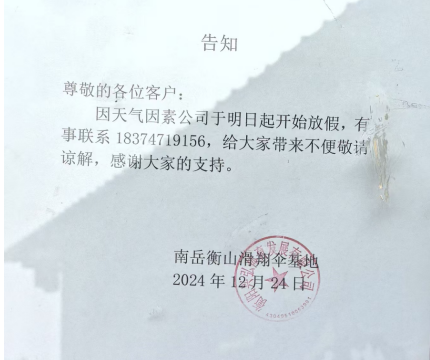 告知
尊敬的各位客户：
因天气因素公司于明日起开始放假，有
事联系 18374719156，给大家带来不便敬请
谅解，感谢大家的支持。
南岳衡山滑翔伞基地
2024 年 12 月 24 日